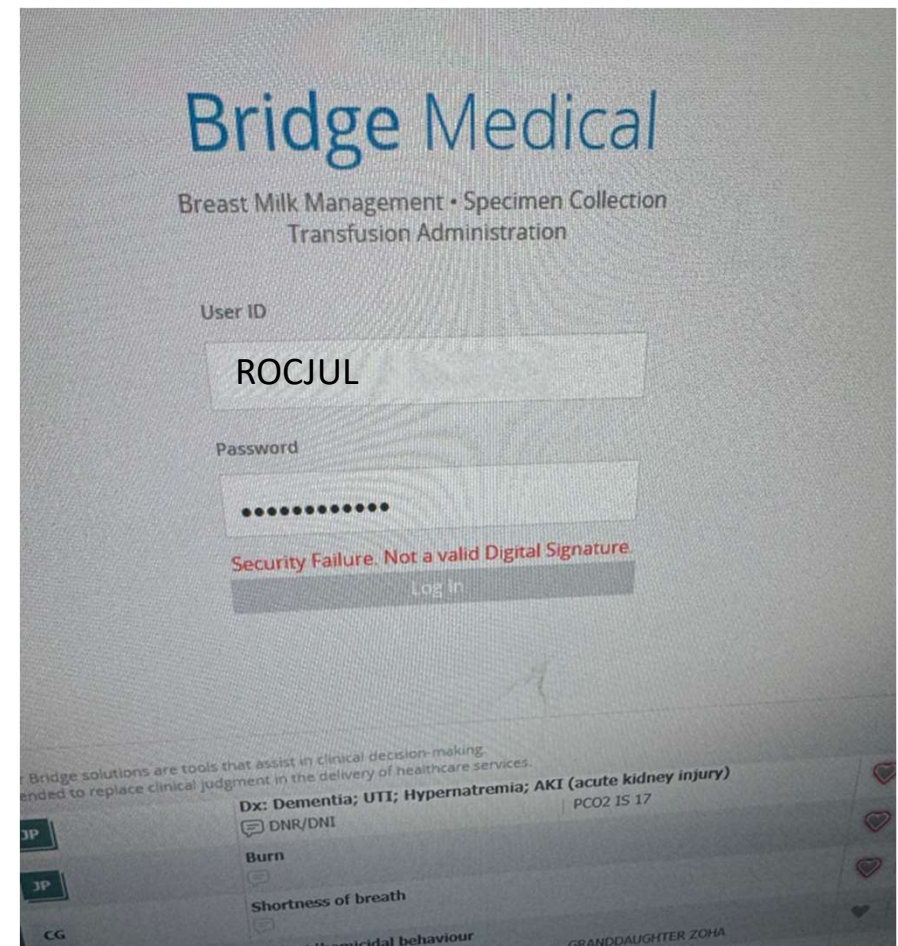 Bridge Medical
Breast Milk Management • Specimen Collection
Transfusion Administration
User ID
ROCJUL
Password
••••••••••••
Security Failure. Not a valid Digital Signature.
Log In
Bridge solutions are tools that assist in clinical decision-making.
ended to replace clinical judgment in the delivery of healthcare services.
Dx: Dementia; UTI; Hypernatremia; AKI (acute kidney injury)
JP DNR/DNI PCO2 IS 17
Burn
JP
Shortness of breath
CG
micidal behaviour GRANDDAUGHTER ZOHA